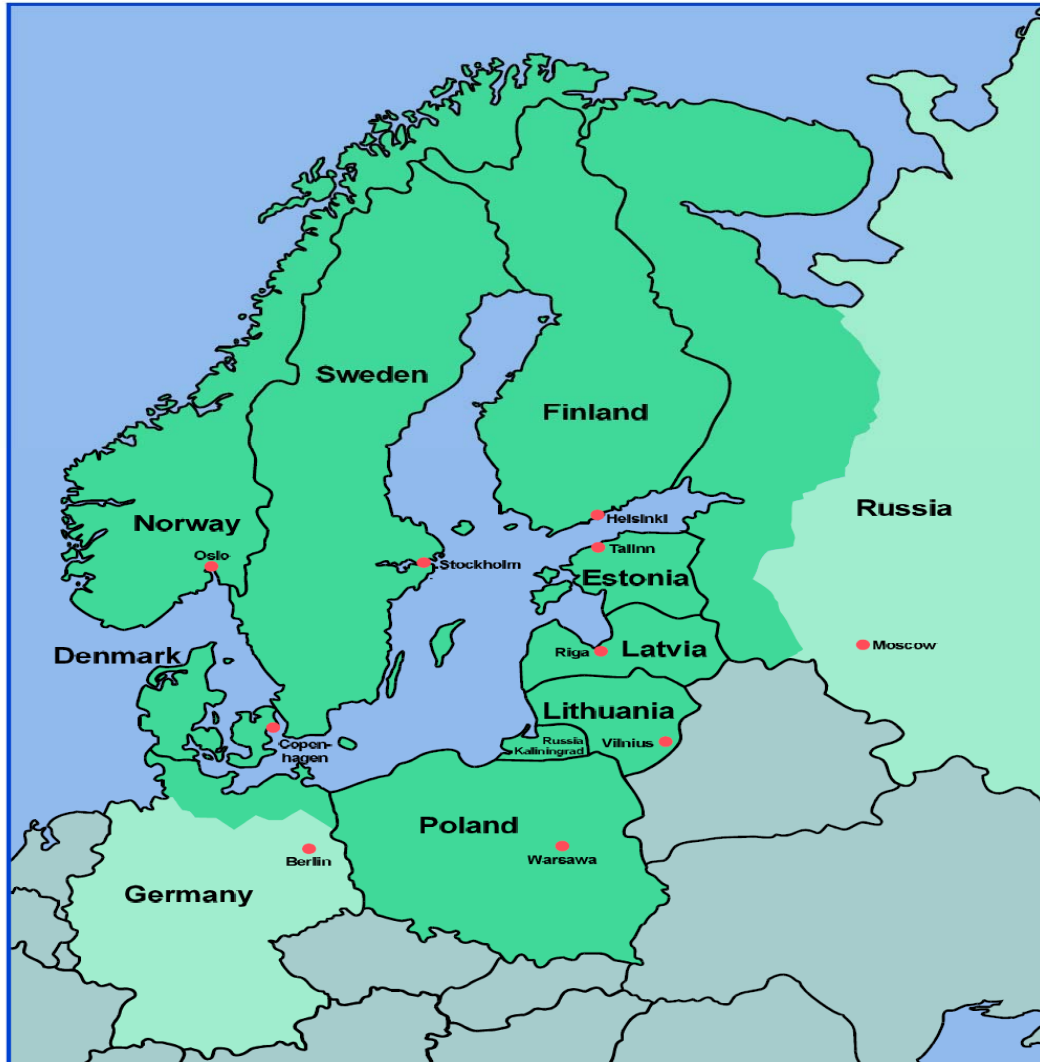 Sweden
Finland
Russia
Norway
Helsinki
Oslo
Tallnn
Stockholm
Estonia
Denmark
Riga
Latvia
Moscow
Lithuania
Russia
Kaliningrad
Vilnius
Copen-
hagen
Poland
Berlin
Warsawa
Germany